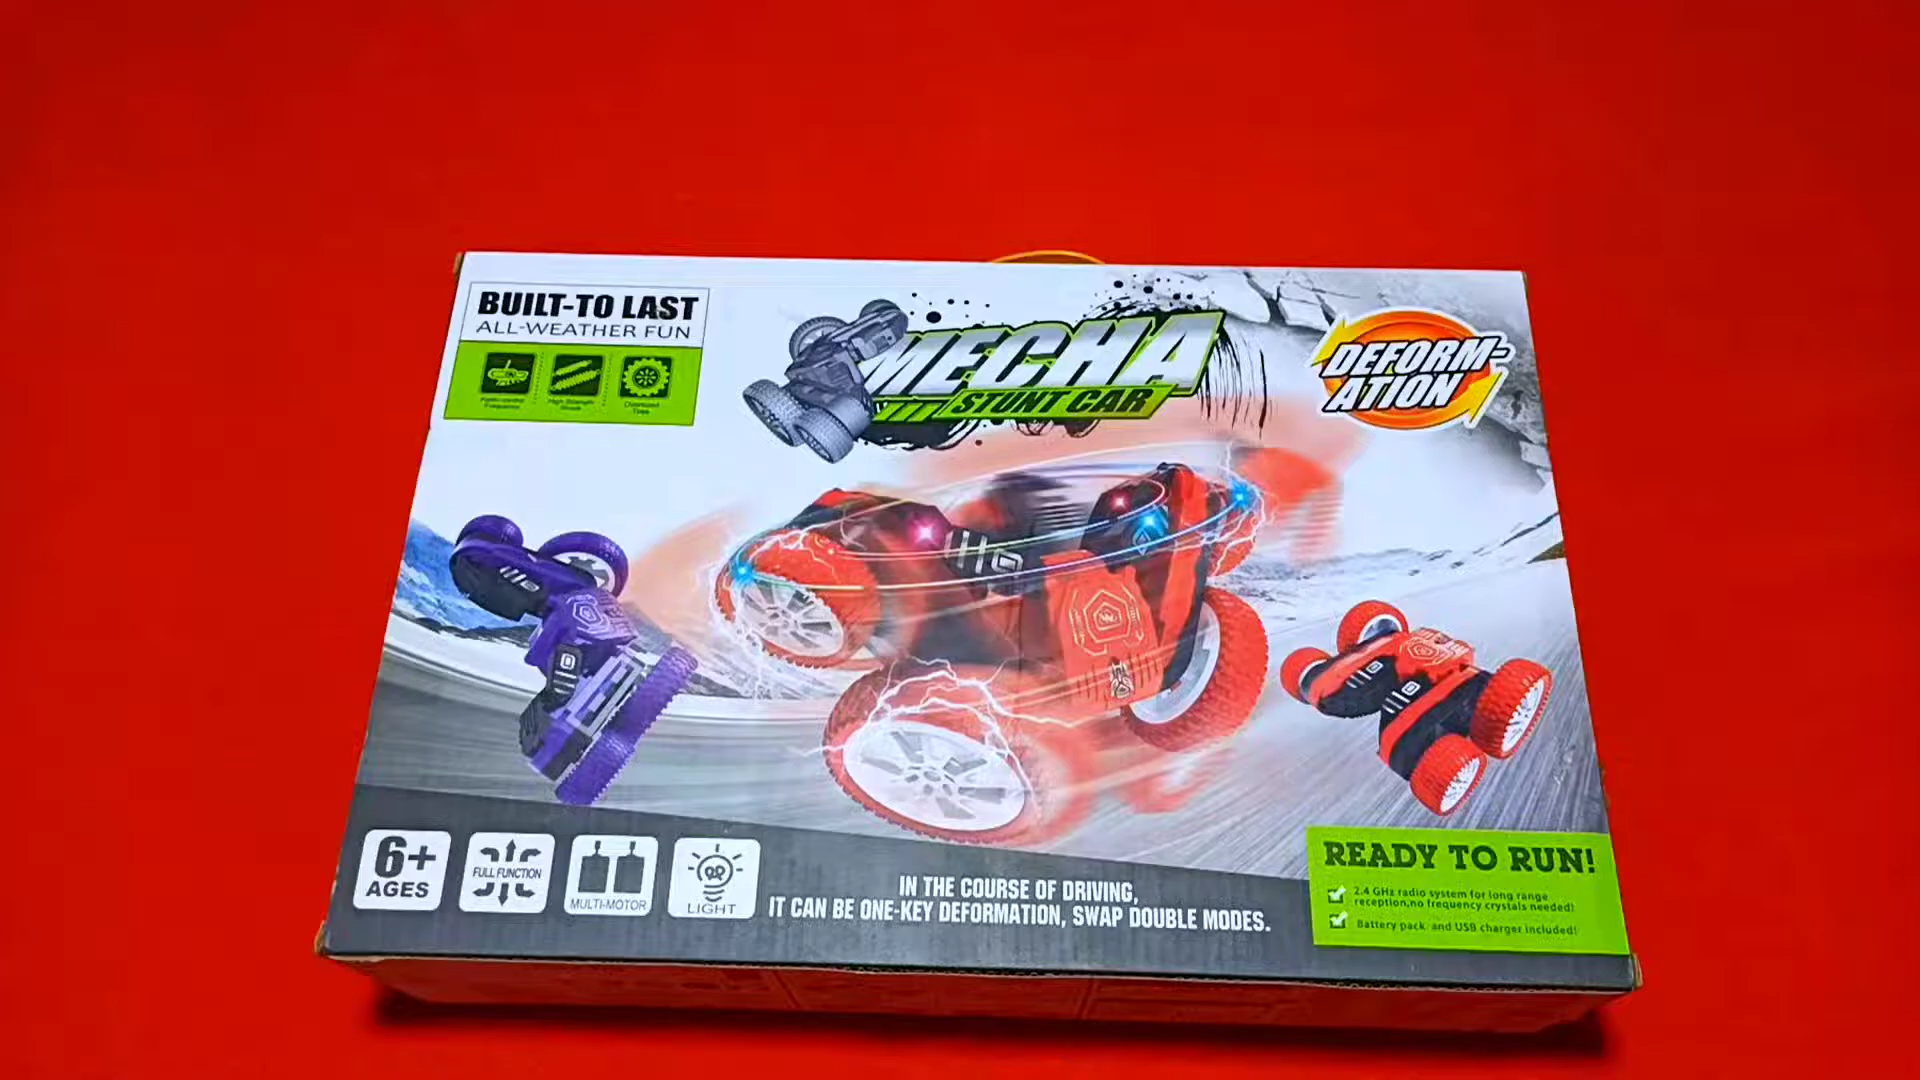 BUILT-TO LAST
ALL-WEATHER FUN
MECHA
STUNT CAR
DEFORM-
ATION
6+
AGES
FULL FUNCTION
MULTI-MOTOR
LIGHT
IN THE COURSE OF DRIVING,
IT CAN BE ONE-KEY DEFORMATION, SWAP DOUBLE MODES.
READY TO RUN!
2.4 GHz radio system for long range
reception,no frequency crystals needed!
Battery pack and USB charger included!